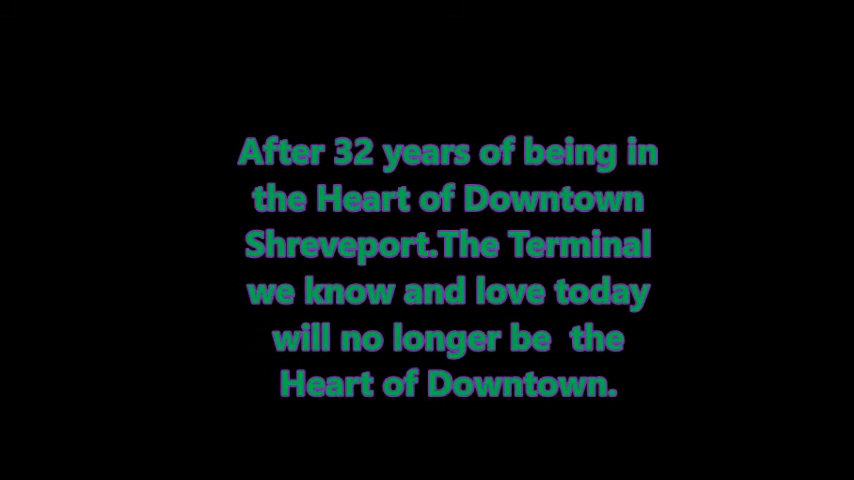 After 32 years of being in
the Heart of Downtown
Shreveport.The Terminal
we know and love today
will no longer be  the
Heart of Downtown.